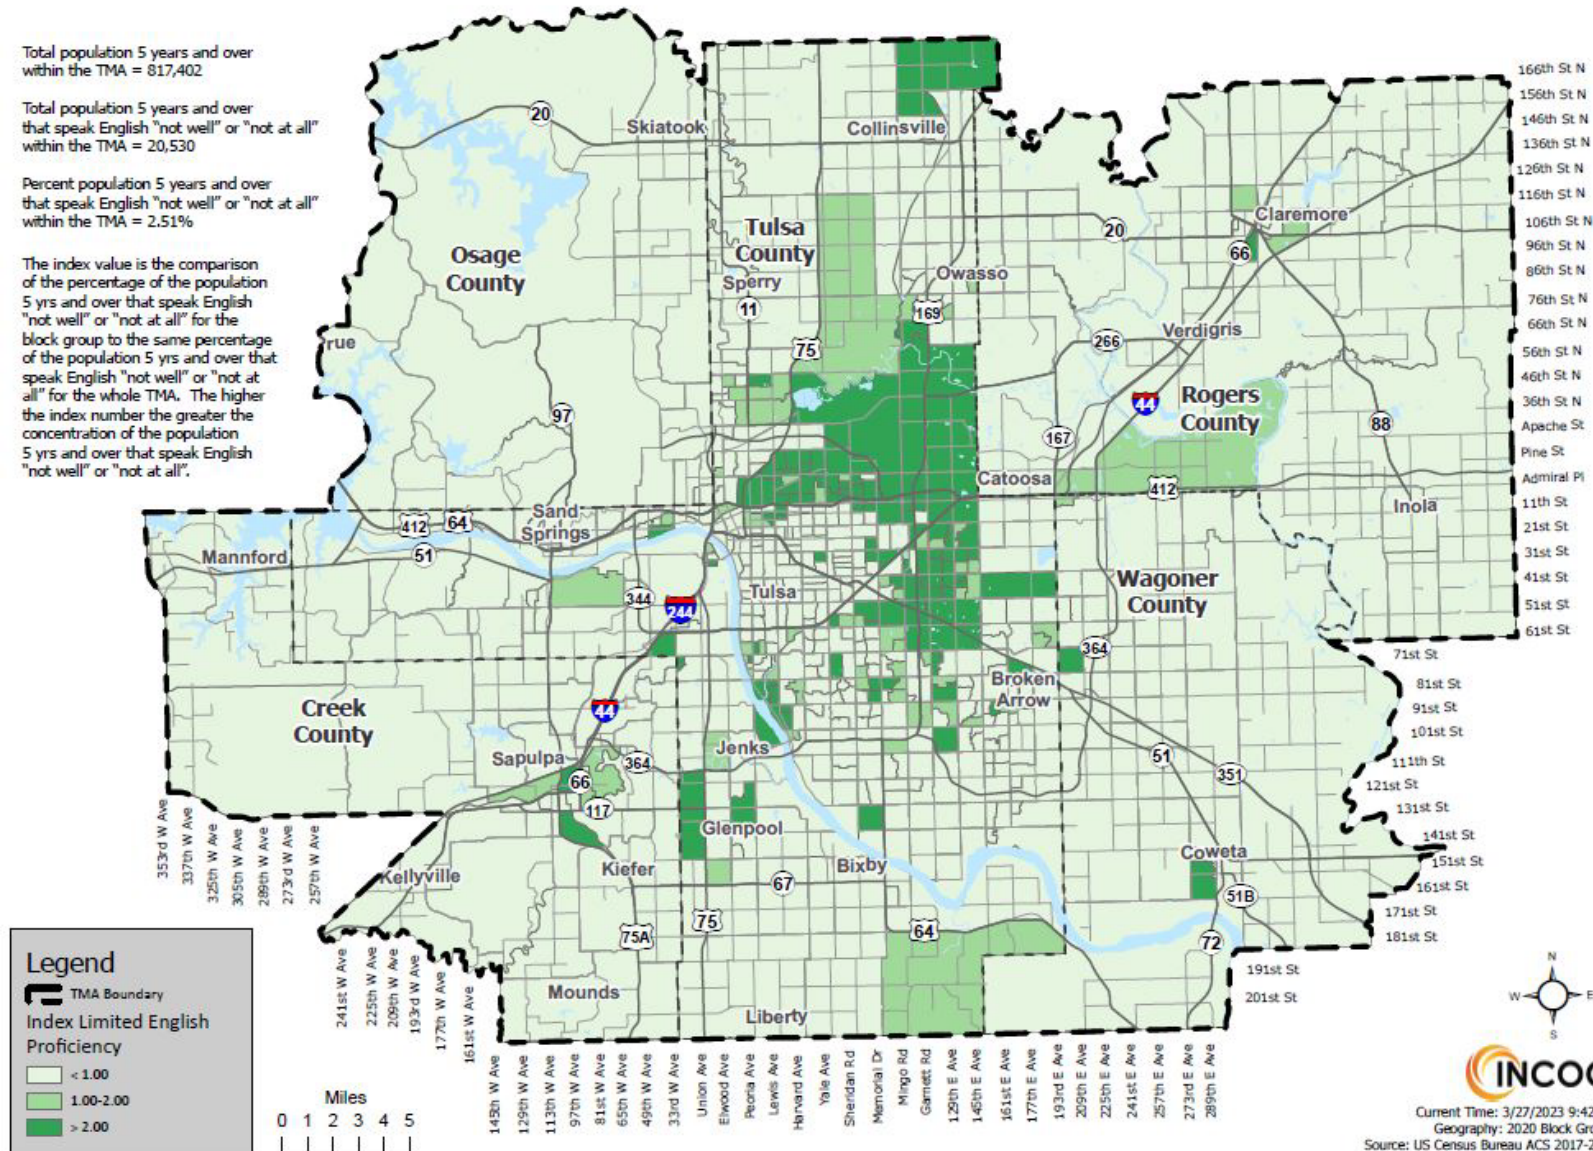 Total population 5 years and over
within the TMA = 817,402
Total population 5 years and over
that speak English “not well” or “not at all”
within the TMA = 20,530
Percent population 5 years and over
that speak English “not well” or “not at all”
within the TMA = 2.51%
The index value is the comparison
of the percentage of the population
5 yrs and over that speak English
“not well” or “not at all” for the
block group to the same percentage
of the population 5 yrs and over that
speak English “not well” or “not at
all” for the whole TMA. The higher
the index number the greater the
concentration of the population
5 yrs and over that speak English
“not well” or “not at all”.
20
Skiatook
Collinsville
Osage
County
Tulsa
County
Sperry
11
Owasso
169
75
20
Claremore
66
Verdigris
266
rue
97
44
Rogers
County
167
88
Catoosa
412
Inola
Sand
Springs
412
64
51
Mannford
Tulsa
344
244
Wagoner
County
364
Broken
Arrow
Creek
County
44
Sapulpa
Jenks
364
66
117
51
351
Glenpool
Kellyville
Kiefer
Bixby
67
Coweta
51B
75
75A
64
72
Mounds
Liberty
166th St N
156th St N
146th St N
136th St N
126th St N
116th St N
106th St N
96th St N
86th St N
76th St N
66th St N
56th St N
46th St N
36th St N
Apache St
Pine St
Admiral Pl
11th St
21st St
31st St
41st St
51st St
61st St
71st St
81st St
91st St
101st St
111th St
121st St
131st St
141st St
151st St
161st St
171st St
181st St
191st St
201st St
353rd W Ave
337th W Ave
325th W Ave
305th W Ave
289th W Ave
273rd W Ave
257th W Ave
241st W Ave
225th W Ave
209th W Ave
193rd W Ave
177th W Ave
161st W Ave
145th W Ave
129th W Ave
113th W Ave
97th W Ave
81st W Ave
65th W Ave
49th W Ave
33rd W Ave
Union Ave
Elwood Ave
Peoria Ave
Lewis Ave
Harvard Ave
Yale Ave
Sheridan Rd
Memorial Dr
Mingo Rd
Garnett Rd
129th E Ave
145th E Ave
161st E Ave
177th E Ave
193rd E Ave
209th E Ave
225th E Ave
241st E Ave
257th E Ave
273rd E Ave
289th E Ave
Legend
TMA Boundary
Index Limited English
Proficiency
< 1.00
1.00-2.00
> 2.00
Miles
0 1 2 3 4 5
N
W E
S
INCO
Current Time: 3/27/2023 9:42
Geography: 2020 Block Gro
Source: US Census Bureau ACS 2017-2